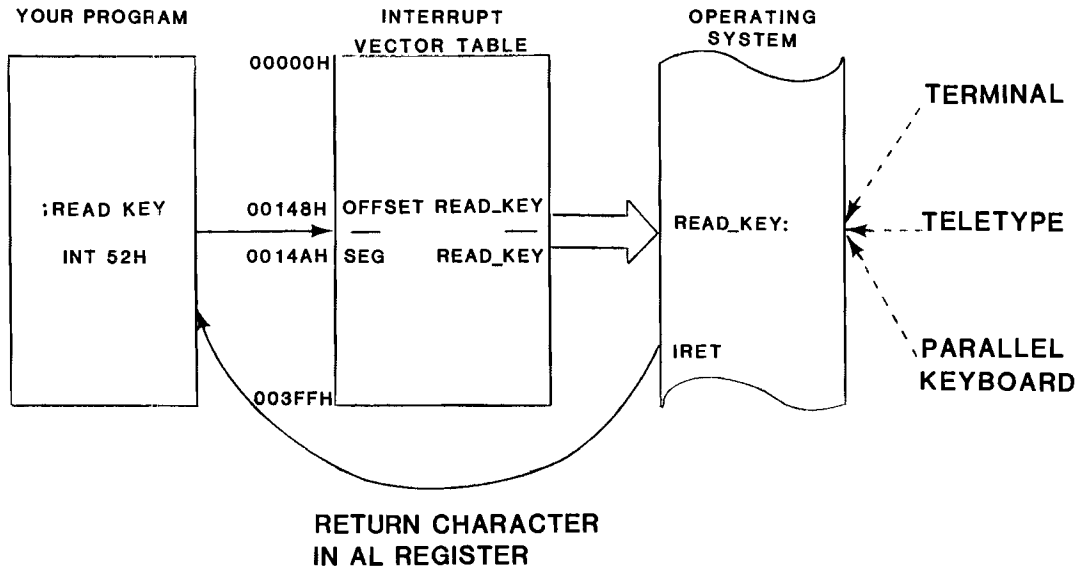 YOUR PROGRAM
INTERRUPT
VECTOR TABLE
OPERATING
SYSTEM
00000H
;READ KEY
INT 52H
00148H
OFFSET READ_KEY
0014AH
SEG READ_KEY
003FFH
READ_KEY:
IRET
TERMINAL
TELETYPE
PARALLEL
KEYBOARD
RETURN CHARACTER
IN AL REGISTER